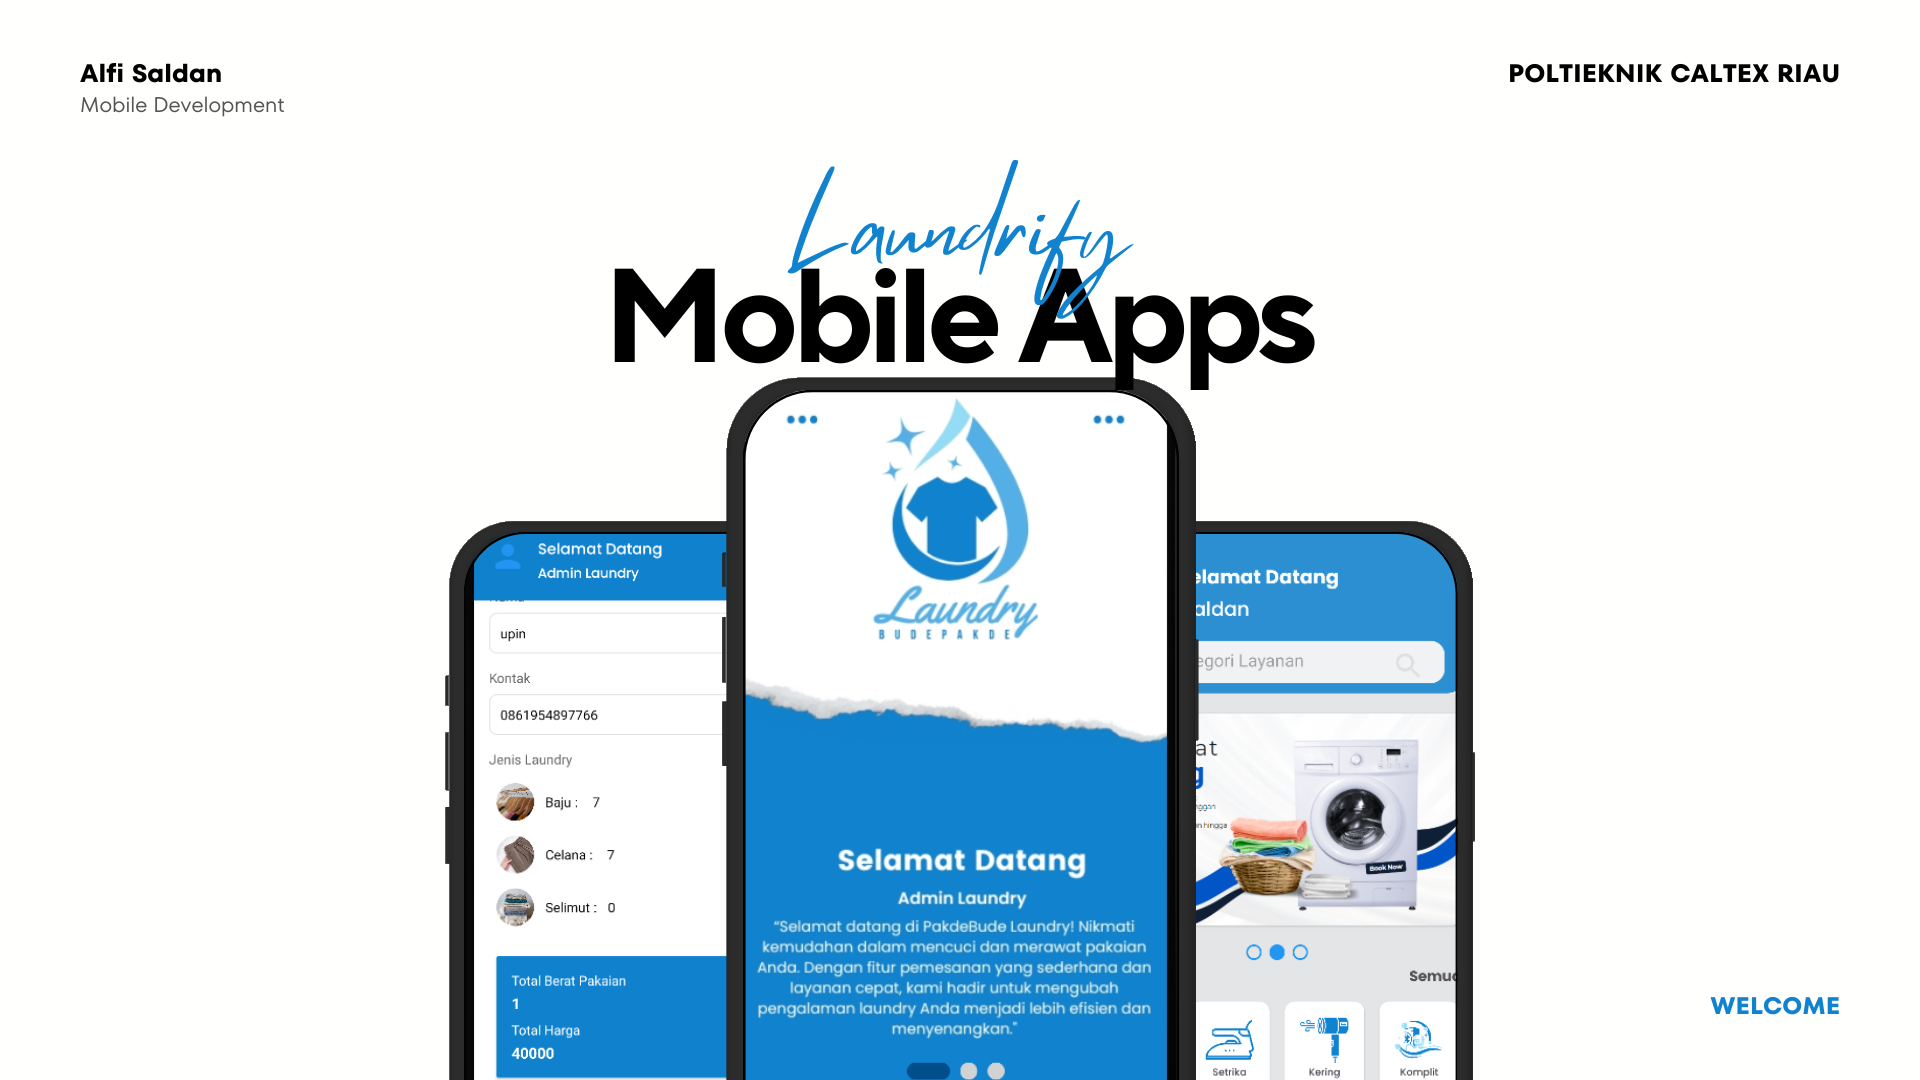 Alfi Saldan
Mobile Development
POLTIEKNIK CALTEX RIAU
Laundrify
Mobile Apps
Selamat Datang
Admin Laundry
upin
Kontak
0861954897766
Jenis Laundry
Baju : 7
Celana : 7
Selimut : 0
Total Berat Pakaian
1
Total Harga
40000
Laundry
BUDEPAKDE
Selamat Datang
Admin Laundry
“Selamat datang di PakdeBude Laundry! Nikmati
kemudahan dalam mencuci dan merawat pakaian
Anda. Dengan fitur pemesanan yang sederhana dan
layanan cepat, kami hadir untuk mengubah
pengalaman laundry Anda menjadi lebih efisien dan
menyenangkan."
elamat Datang
aldan
egori Layanan
at
g
nggan
n hingga
Book Now
Semua
Setrika
Kering
Komplit
WELCOME